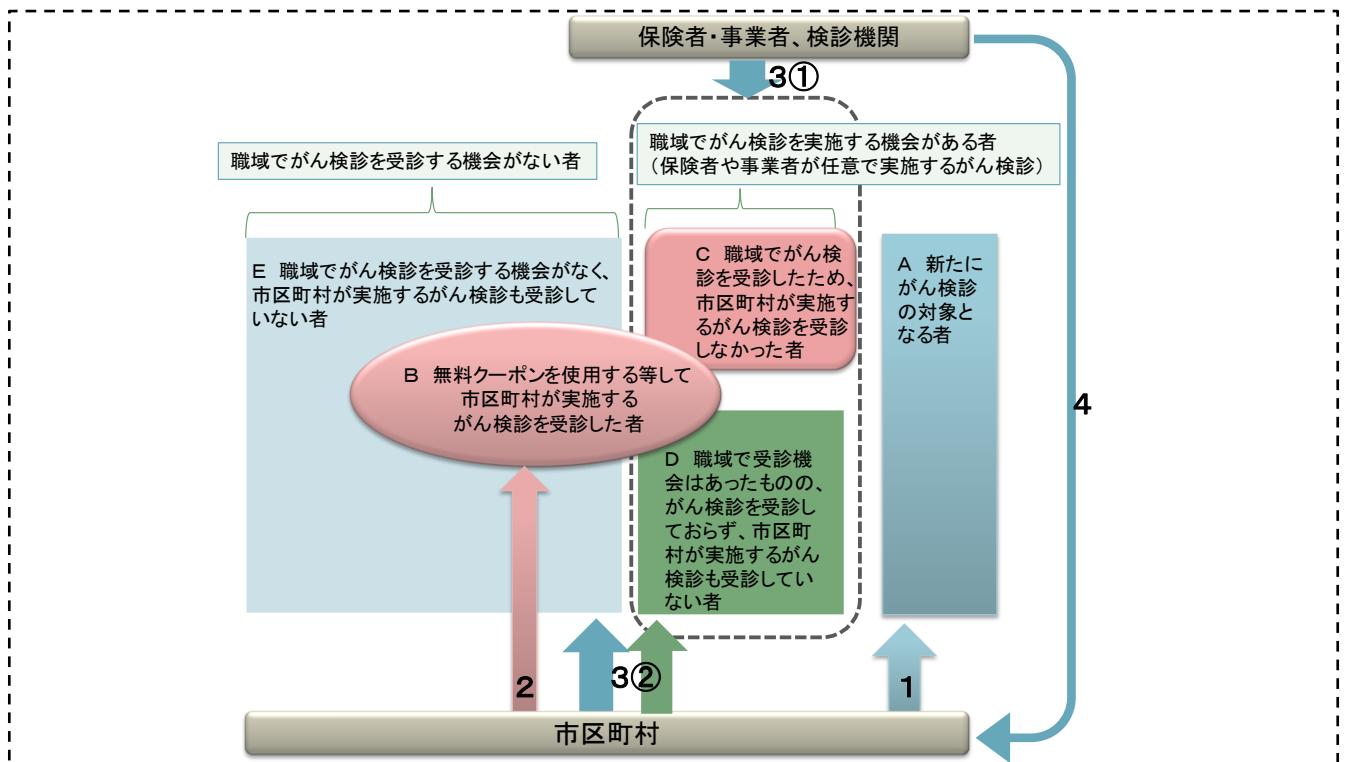 保険者・事業者、検診機関
3①
職域でがん検診を実施する機会がある者
（保険者や事業者が任意で実施するがん検診）
職域でがん検診を受診する機会がない者
E 職域でがん検診を受診する機会がなく、
市区町村が実施するがん検診も受診して
いない者
C 職域でがん検
診を受診したため、
市区町村が実施す
るがん検診を受診
しなかった者
A 新たに
がん検診
の対象と
なる者
B 無料クーポンを使用する等して
市区町村が実施する
がん検診を受診した者
4
D 職域で受診機
会はあったものの、
がん検診を受診し
ておらず、市区町
村が実施するがん
検診も受診してい
ない者
2
3②
1
市区町村